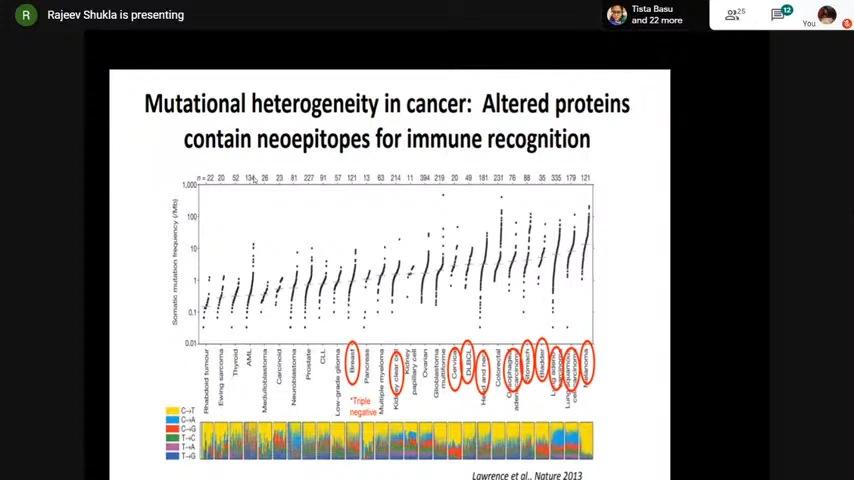 R Rajeev Shukla is presenting
Tista Basu
and 22 more
25
12
You
Mutational heterogeneity in cancer: Altered proteins
contain neoepitopes for immune recognition
n = 22 20 52 134 26 23 81 227 91 57 121 13 63 214 11 394 219 20 49 181 231 76 88 35 335 179 121
Somatic mutation frequency (/Mb)
1,000
100
10
1
0.1
0.01
Rhabdoid tumour
Ewing sarcoma
Thyroid
AML
Medulloblastoma
Carcinoid
Neuroblastoma
Prostate
CLL
Low-grade glioma
Breast
Pancreas
Multiple myeloma
Kidney clear cell
Kidney papillary cell
Ovarian
Glioblastoma multiforme
Cervical
DLBCL
Head and neck
Colorectal
Oesophageal adenocarcinoma
Stomach
Bladder
Lung adeno
Lung squamous cell carcinoma
Melanoma
*Triple
negative
C→T
C→A
C→G
T→C
T→A
T→G
Lawrence et al., Nature 2013